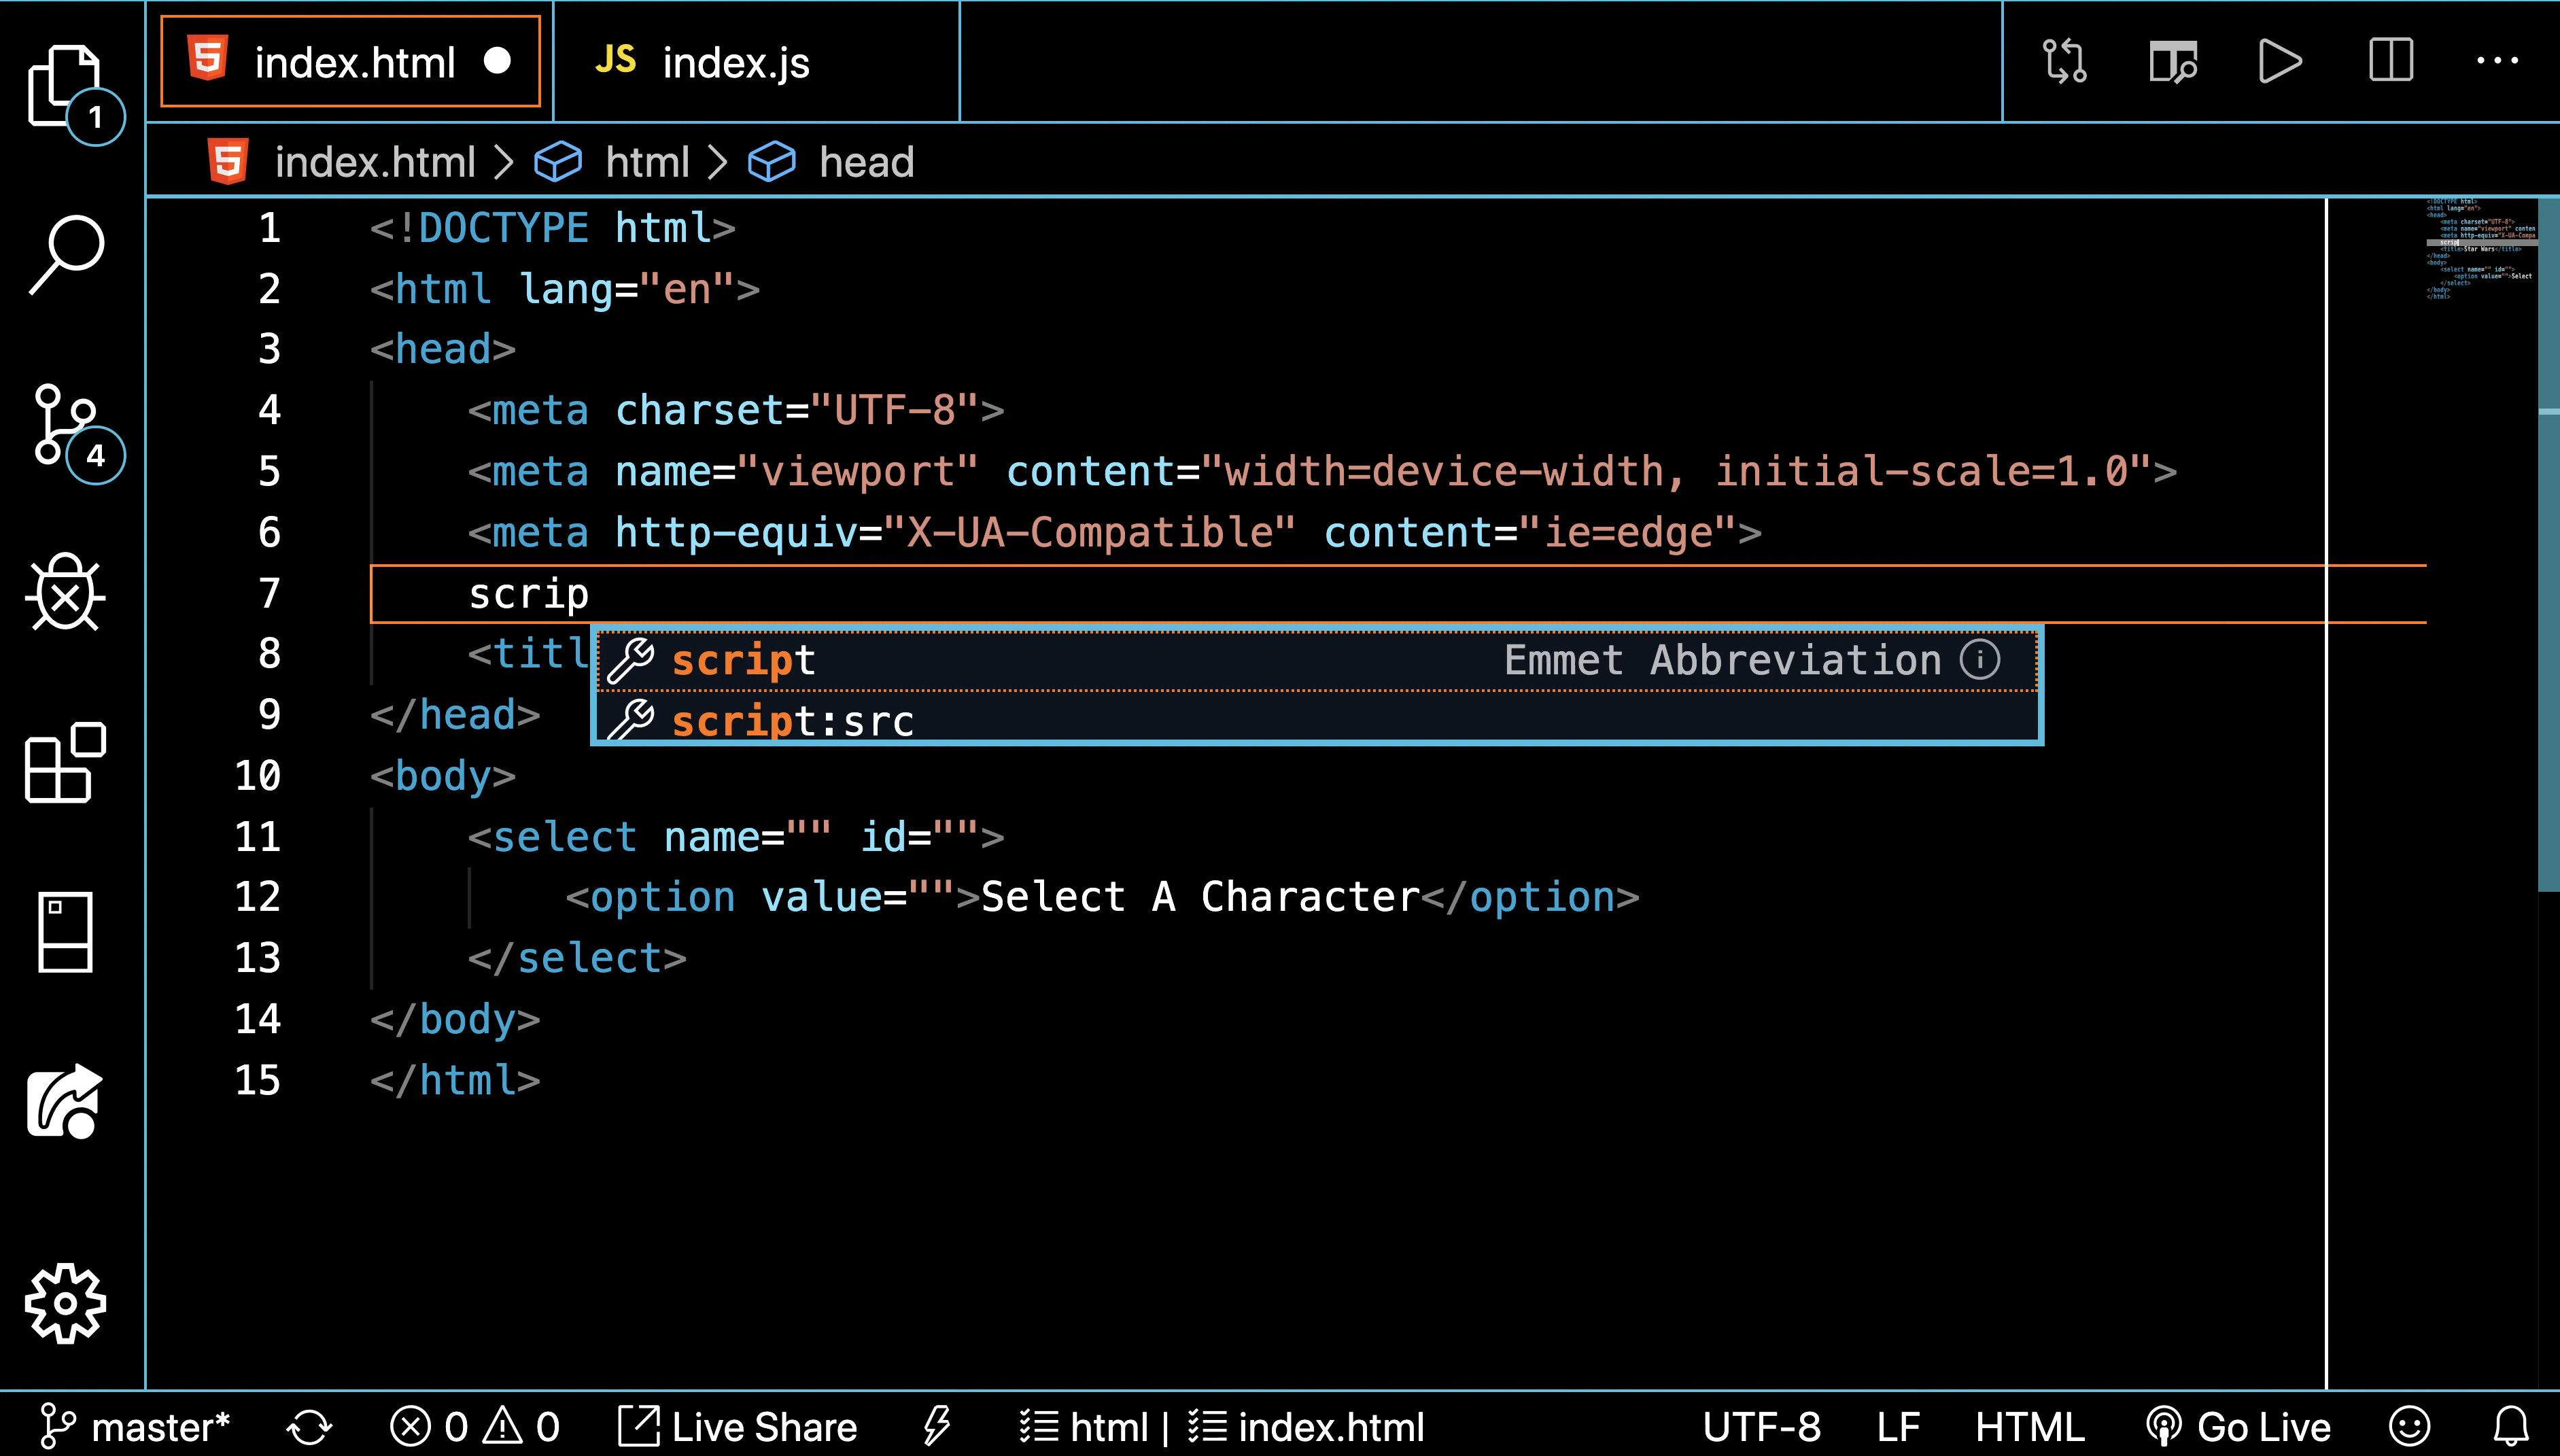 index.html
JS index.js
index.html > html > head
1 <!DOCTYPE html>
2 <html lang="en">
3 <head>
4 <meta charset="UTF-8">
5 <meta name="viewport" content="width=device-width, initial-scale=1.0">
6 <meta http-equiv="X-UA-Compatible" content="ie=edge">
7 scrip
8 <titl
script Emmet Abbreviation
9 </head>
script:src
10 <body>
11 <select name="" id="">
12 <option value="">Select A Character</option>
13 </select>
14 </body>
15 </html>
1
4
master* 0 0 Live Share html | index.html UTF-8 LF HTML Go Live